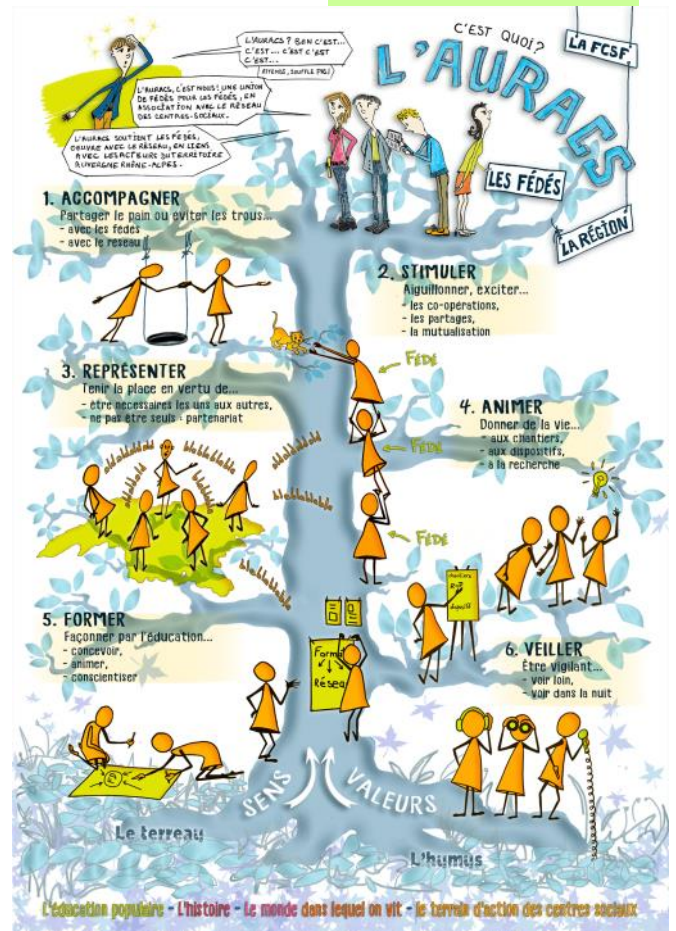 L'AURACS ? BEN C'EST...
C'EST ... C'EST C'EST
C'EST...
L'AURACS, C'EST NOUS ! UNE UNION
DE FÉDÉS POUR LES FÉDÉS, EN
ASSOCIATION AVEC LE RÉSEAU
DES CENTRES-SOCIAUX.
L'AURACS SOUTIENT LES FÉDÉS,
OEUVRE AVEC LE RÉSEAU, EN LIENS
AVEC LES ACTEURS DU TERRITOIRE
AUVERGNE RHÔNE-ALPES.
C'EST QUOI ?
L'AURACS
LA FCSF
LES FÉDÉS
LA RÉGION
1. ACCOMPAGNER
Partager le pain ou éviter les trous...
- avec les fédés
- avec le réseau
2. STIMULER
Aiguillonner, exciter...
- les co-opérations,
- les partages,
- la mutualisation
3. REPRÉSENTER
Tenir la place en vertu de...
- être nécessaires les uns aux autres,
- ne pas être seuls : partenariat
FÉDÉ
FÉDÉ
FÉDÉ
4. ANIMER
Donner de la vie...
- aux chantiers,
- aux dispositifs,
- à la recherche
5. FORMER
Façonner par l'éducation...
- concevoir,
- animer,
- conscientiser
Forma
Résea
6. VEILLER
Être vigilant...
- voir loin,
- voir dans la nuit
SENS
VALEURS
Le terreau
L'humus
L'éducation populaire - L'histoire - Le monde dans lequel on vit - le terrain d'action des centres sociaux